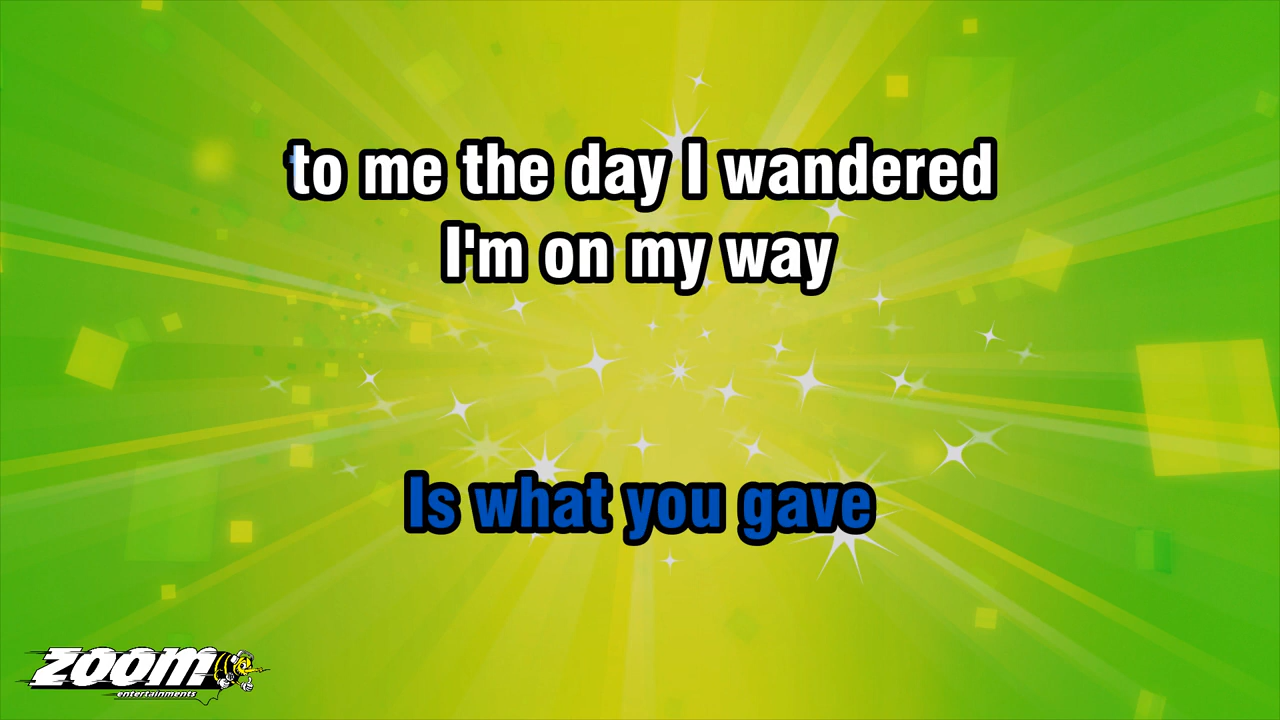 to me the day I wandered
I'm on my way
Is what you gave
ZOOM
entertainments